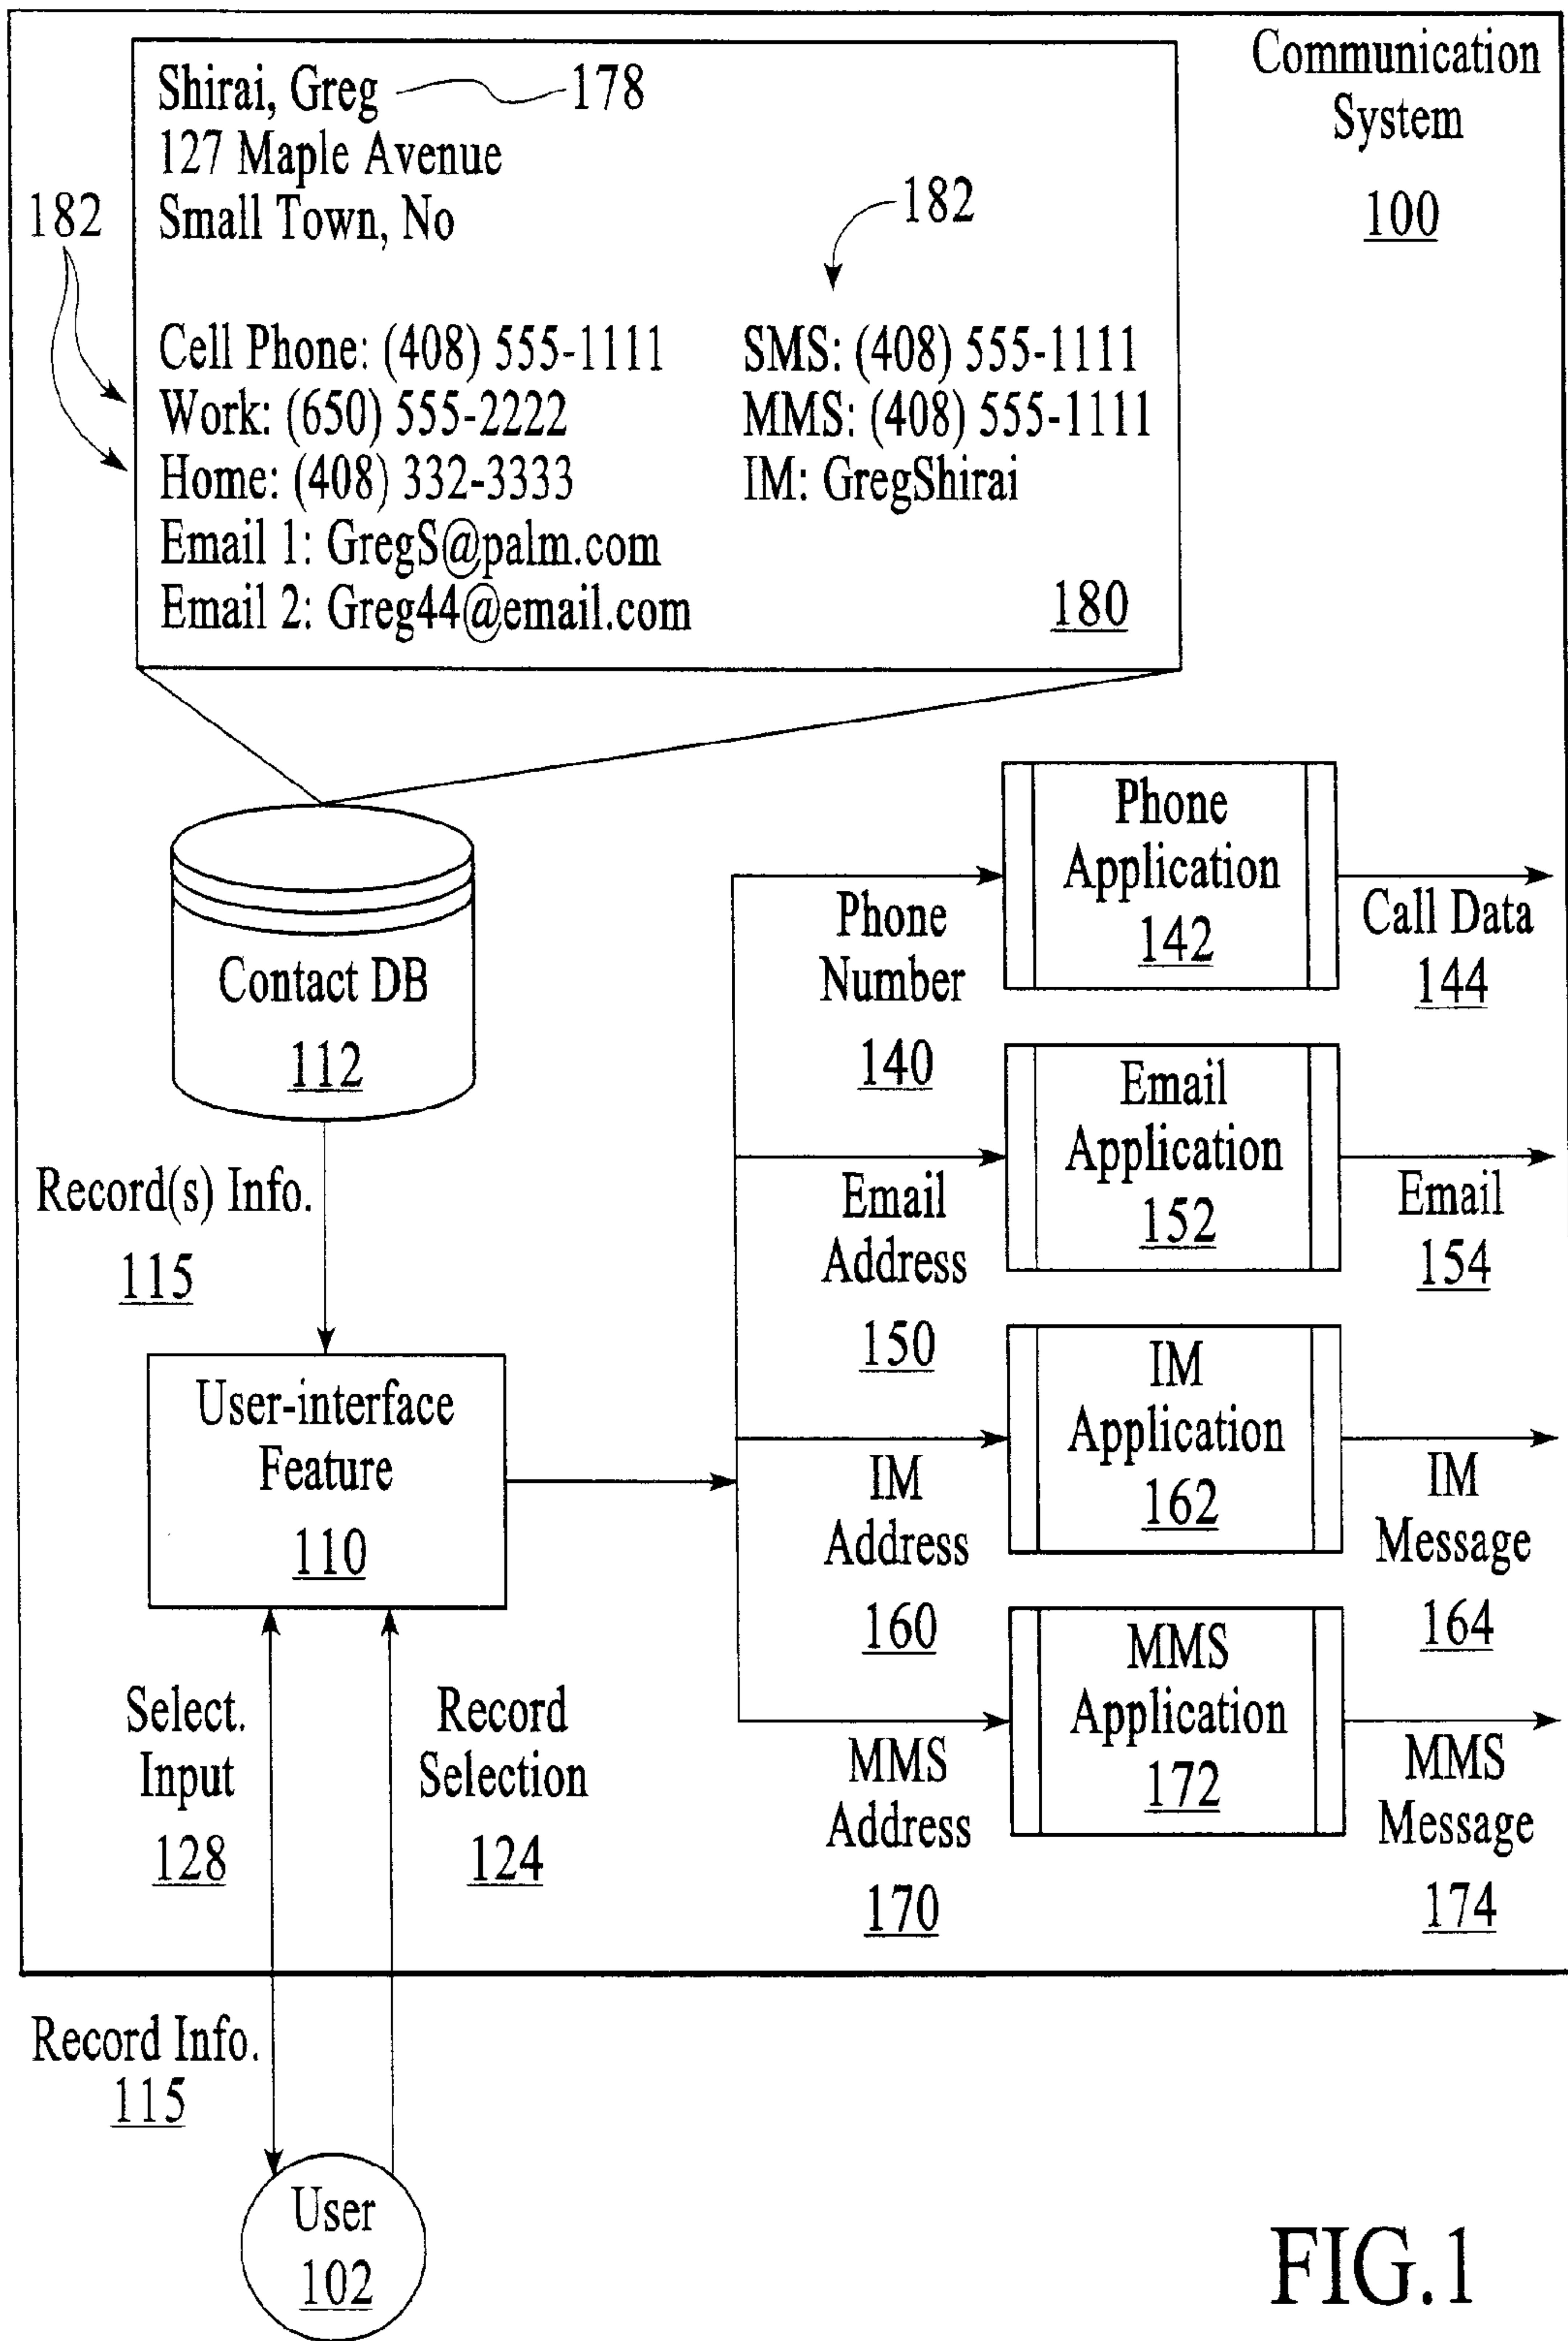 Communication
System
100
Shirai, Greg 178
127 Maple Avenue
Small Town, No
182
182
Cell Phone: (408) 555-1111
Work: (650) 555-2222
Home: (408) 332-3333
Email 1: GregS@palm.com
Email 2: Greg44@email.com
SMS: (408) 555-1111
MMS: (408) 555-1111
IM: GregShirai
180
Contact DB
112
Record(s) Info.
115
User-interface
Feature
110
Phone
Number
140
Phone
Application
142
Call Data
144
Email
Address
150
Email
Application
152
Email
154
IM
Address
160
IM
Application
162
IM
Message
164
MMS
Address
170
MMS
Application
172
MMS
Message
174
Select.
Input
128
Record
Selection
124
Record Info.
115
User
102
FIG.1